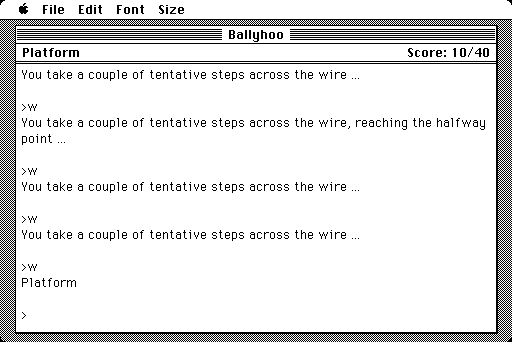 File Edit Font Size
Ballyhoo
Platform Score: 10/40
You take a couple of tentative steps across the wire ...
>w
You take a couple of tentative steps across the wire, reaching the halfway
point ...
>w
You take a couple of tentative steps across the wire ...
>w
You take a couple of tentative steps across the wire ...
>w
Platform
>